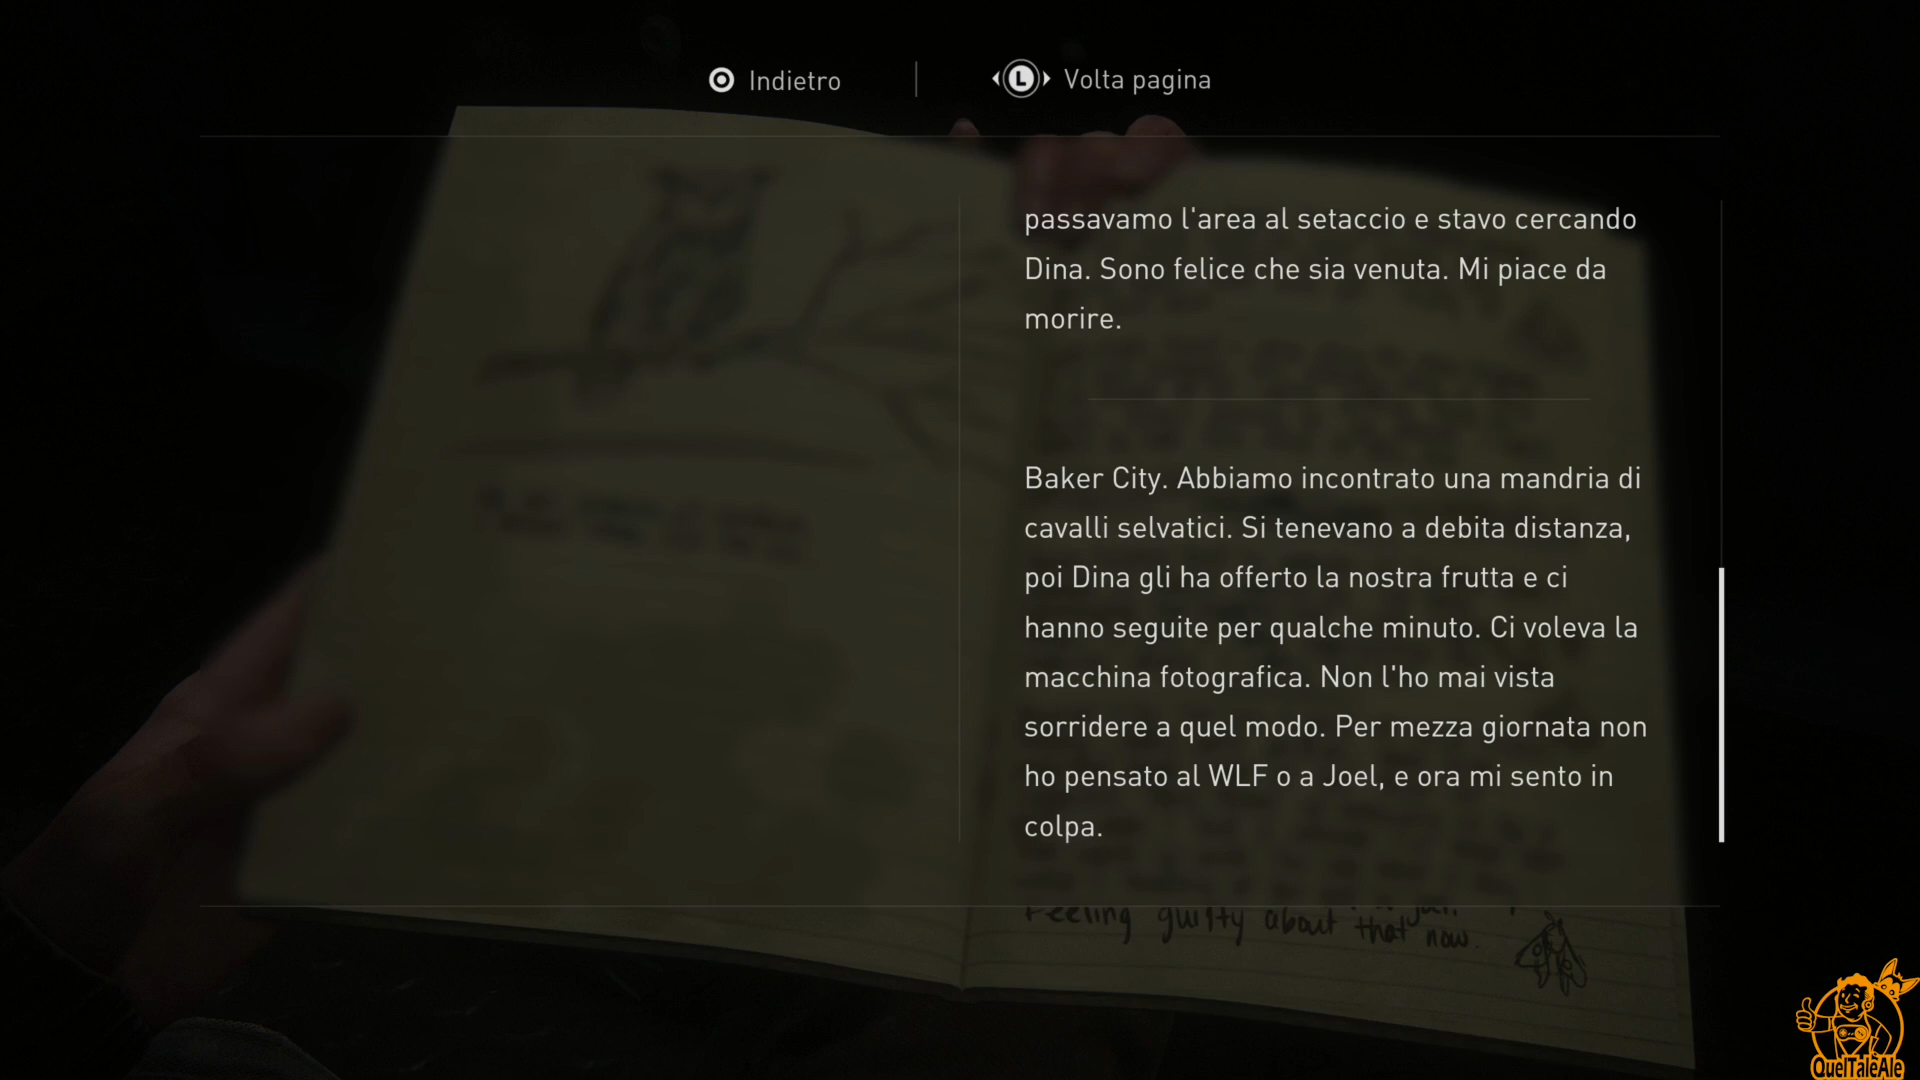 Indietro
L Volta pagina
passavamo l'area al setaccio e stavo cercando
Dina. Sono felice che sia venuta. Mi piace da
morire.
Baker City. Abbiamo incontrato una mandria di
cavalli selvatici. Si tenevano a debita distanza,
poi Dina gli ha offerto la nostra frutta e ci
hanno seguite per qualche minuto. Ci voleva la
macchina fotografica. Non l'ho mai vista
sorridere a quel modo. Per mezza giornata non
ho pensato al WLF o a Joel, e ora mi sento in
colpa.
Feeling guilty about that now.
QuelTaleAle